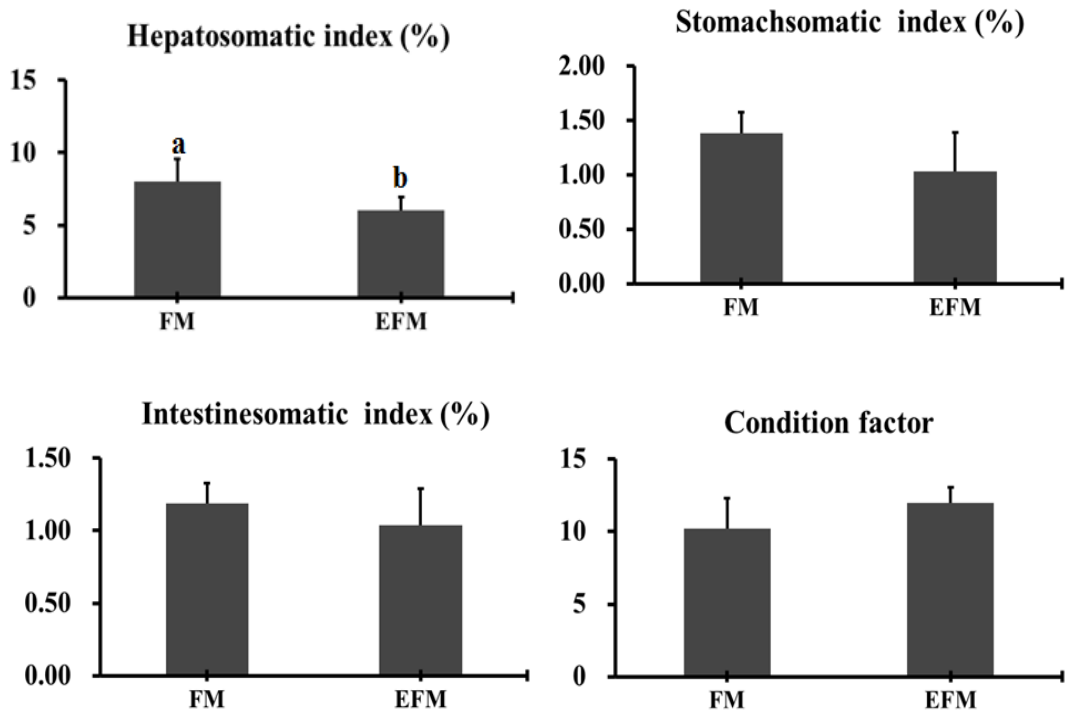 Hepatosomatic index (%)
15
10
5
0
a
b
FM
EFM
Stomachsomatic index (%)
2.00
1.50
1.00
0.50
0.00
FM
EFM
Intestinesomatic index (%)
1.50
1.00
0.50
0.00
FM
EFM
Condition factor
15
10
5
0
FM
EFM